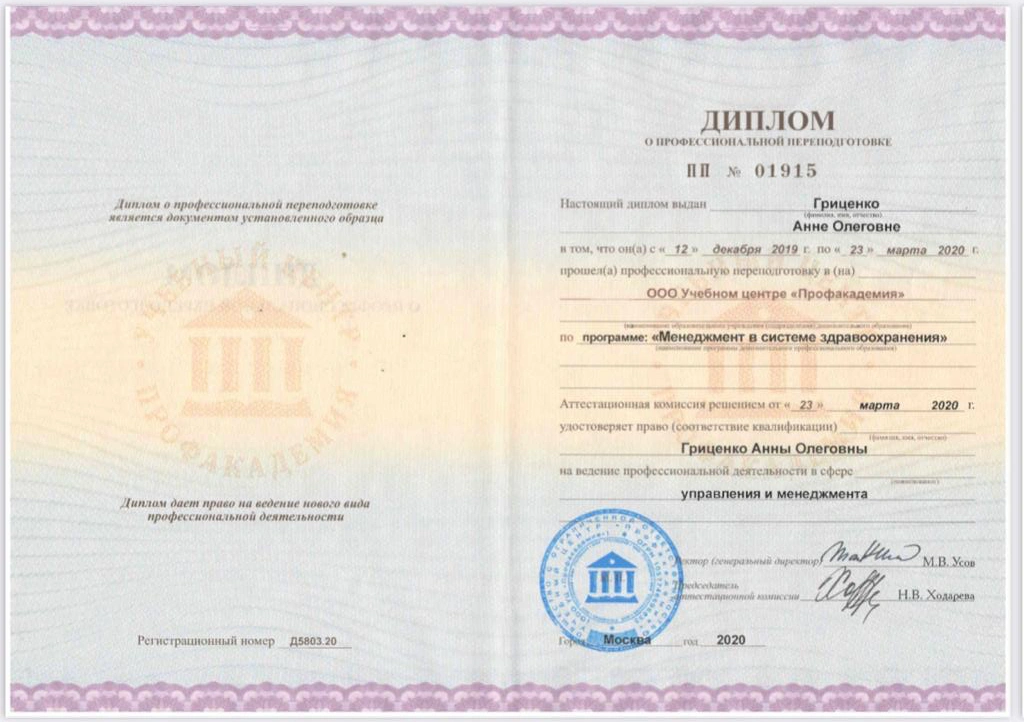 Диплом о профессиональной переподготовке
является документом установленного образца
УЧЕБНЫЙ ЦЕНТР
ПРОФАКАДЕМИЯ
Диплом дает право на ведение нового вида
профессиональной деятельности
Регистрационный номер Д5803.20
ДИПЛОМ
О ПРОФЕССИОНАЛЬНОЙ ПЕРЕПОДГОТОВКЕ
ПП № 01915
Настоящий диплом выдан Гриценко
(фамилия, имя, отчество)
Анне Олеговне
в том, что он(а) с « 12 » декабря 2019 г. по « 23 » марта 2020 г.
прошел(а) профессиональную переподготовку в (на)
ООО Учебном центре «Профакадемия»
(наименование образовательного учреждения (подразделения) дополнительного образования)
по программе: «Менеджмент в системе здравоохранения»
(наименование программы дополнительного профессионального образования)
Аттестационная комиссия решением от « 23 » марта 2020 г.
удостоверяет право (соответствие квалификации)
(фамилия, имя, отчество)
Гриценко Анны Олеговны
на ведение профессиональной деятельности в сфере
(наименование)
управления и менеджмента
(генеральный директор) М.В. Усов
Председатель
аттестационной комиссии Н.В. Ходарева
Город Москва год 2020